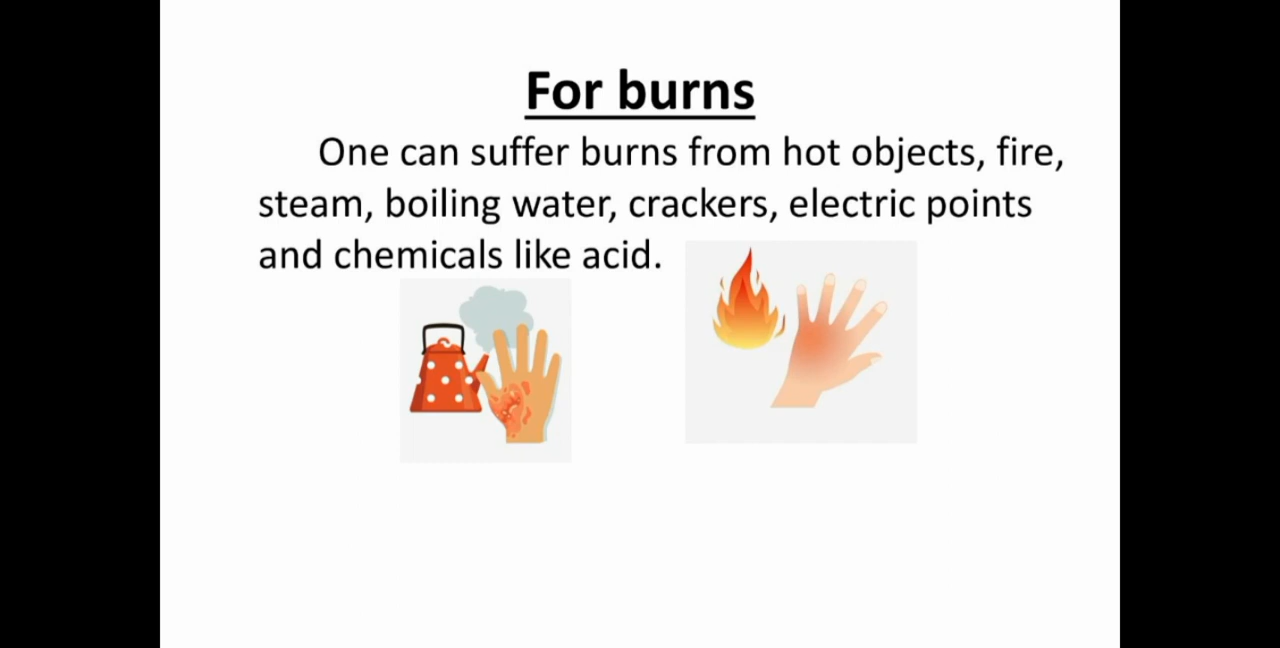 For burns
One can suffer burns from hot objects, fire,
steam, boiling water, crackers, electric points
and chemicals like acid.